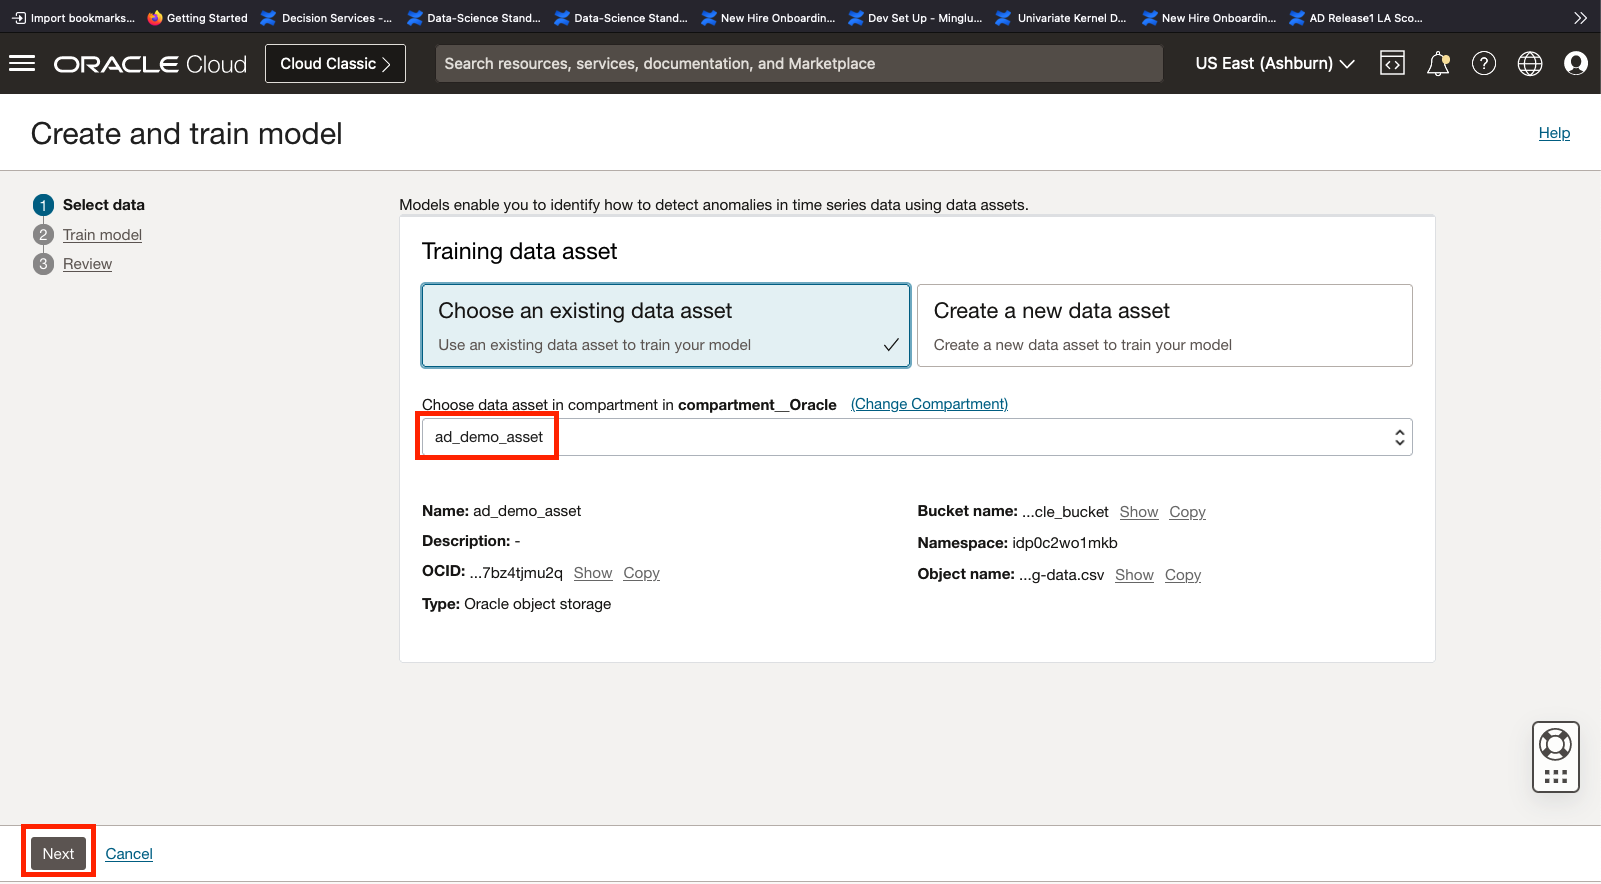 Import bookmarks... Getting Started Decision Services -... Data-Science Stand... Data-Science Stand... New Hire Onboardin... Dev Set Up - Minglu... Univariate Kernel D... New Hire Onboardin... AD Release1 LA Sco...
ORACLE Cloud Cloud Classic Search resources, services, documentation, and Marketplace US East (Ashburn)
Create and train model Help
1 Select data
2 Train model
3 Review
Models enable you to identify how to detect anomalies in time series data using data assets.
Training data asset
Choose an existing data asset
Use an existing data asset to train your model
Create a new data asset
Create a new data asset to train your model
Choose data asset in compartment in compartment__Oracle (Change Compartment)
ad_demo_asset
Name: ad_demo_asset
Description: -
OCID: ...7bz4tjmu2q Show Copy
Type: Oracle object storage
Bucket name: ...cle_bucket Show Copy
Namespace: idp0c2wo1mkb
Object name: ...g-data.csv Show Copy
Next Cancel